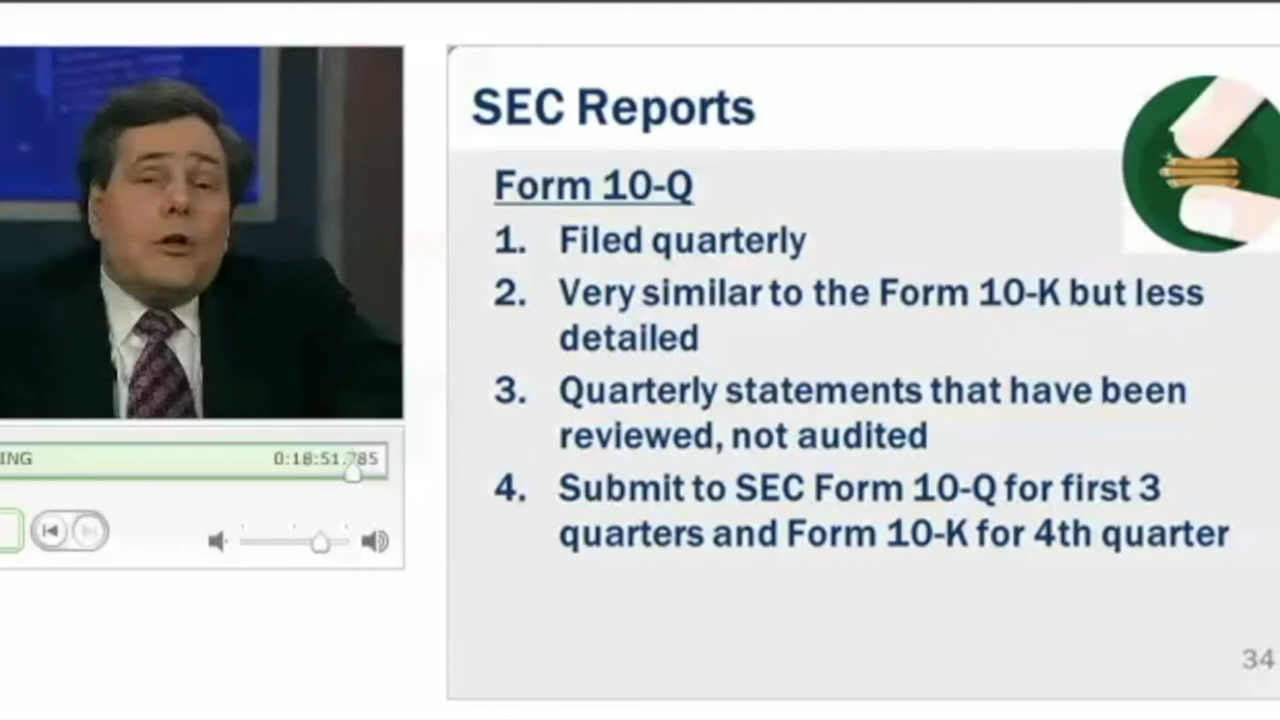 SEC Reports
Form 10-Q
1. Filed quarterly
2. Very similar to the Form 10-K but less
detailed
3. Quarterly statements that have been
reviewed, not audited
4. Submit to SEC Form 10-Q for first 3
quarters and Form 10-K for 4th quarter
34
ING
0:18:51.785